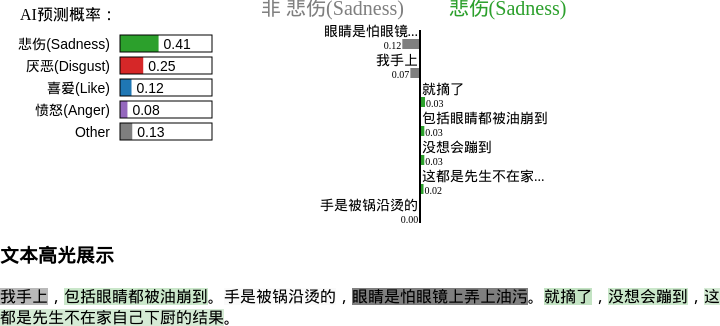 AI预测概率：
悲伤(Sadness) 0.41
厌恶(Disgust) 0.25
喜爱(Like) 0.12
愤怒(Anger) 0.08
Other 0.13
非 悲伤(Sadness) 悲伤(Sadness)
眼睛是怕眼镜...
0.12
我手上
0.07
就摘了
0.03
包括眼睛都被油崩到
0.03
没想会蹦到
0.03
这都是先生不在家...
0.02
手是被锅沿烫的
0.00
文本高光展示
我手上，包括眼睛都被油崩到。手是被锅沿烫的，眼睛是怕眼镜上弄上油污。就摘了，没想会蹦到，这
都是先生不在家自己下厨的结果。